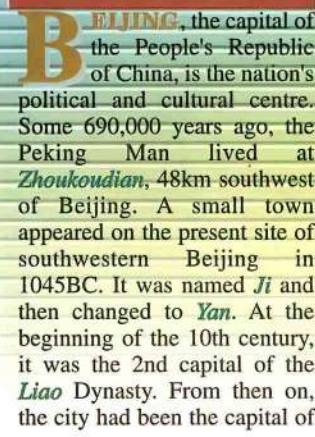 BEIJING, the capital of
the People's Republic
of China, is the nation's
political and cultural centre.
Some 690,000 years ago, the
Peking Man lived at
Zhoukoudian, 48km southwest
of Beijing. A small town
appeared on the present site of
southwestern Beijing in
1045BC. It was named Ji and
then changed to Yan. At the
beginning of the 10th century,
it was the 2nd capital of the
Liao Dynasty. From then on,
the city had been the capital of